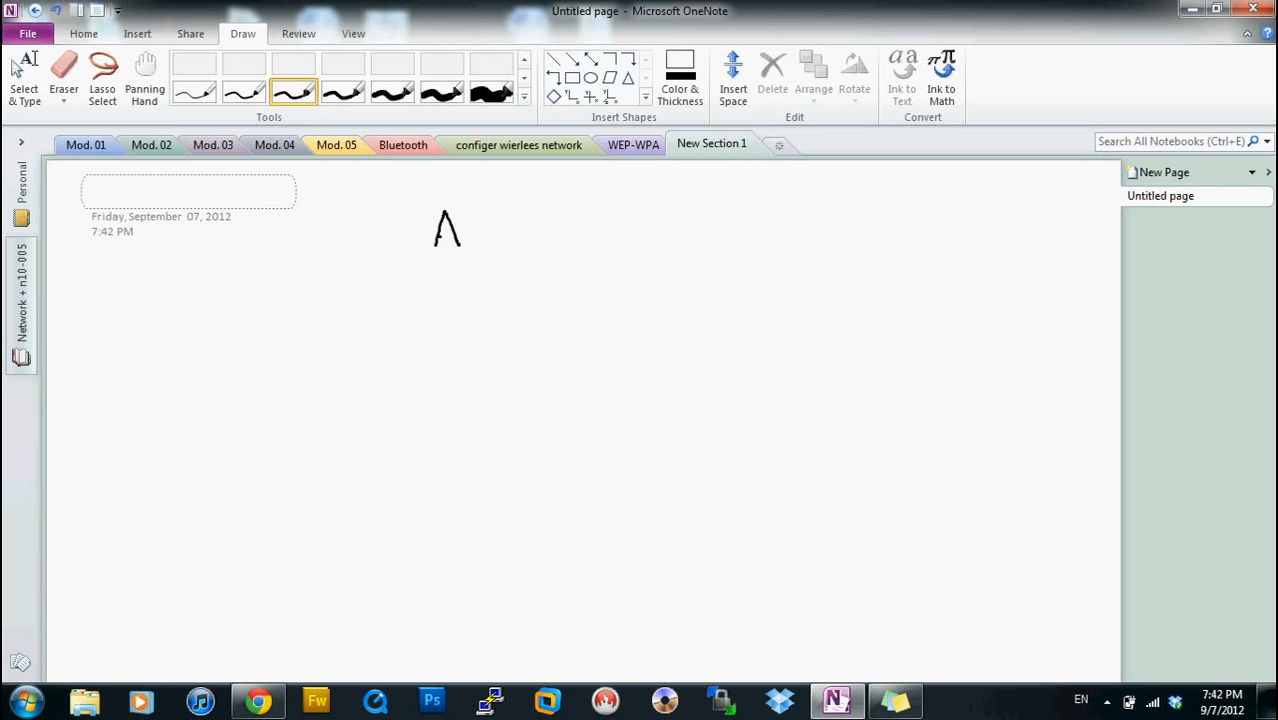 Untitled page - Microsoft OneNote
File Home Insert Share Draw Review View
Select & Type
Eraser
Lasso Select
Panning Hand
Color & Thickness
Insert Space
Delete
Arrange
Rotate
Ink to Text
Ink to Math
Tools Insert Shapes Edit Convert
Mod. 01 Mod. 02 Mod. 03 Mod. 04 Mod. 05 Bluetooth configer wierlees network WEP-WPA New Section 1
Search All Notebooks (Ctrl+E)
New Page
Untitled page
Personal
Network + n10-005
Friday, September 07, 2012
7:42 PM
A
Fw
Ps
EN
7:42 PM
9/7/2012